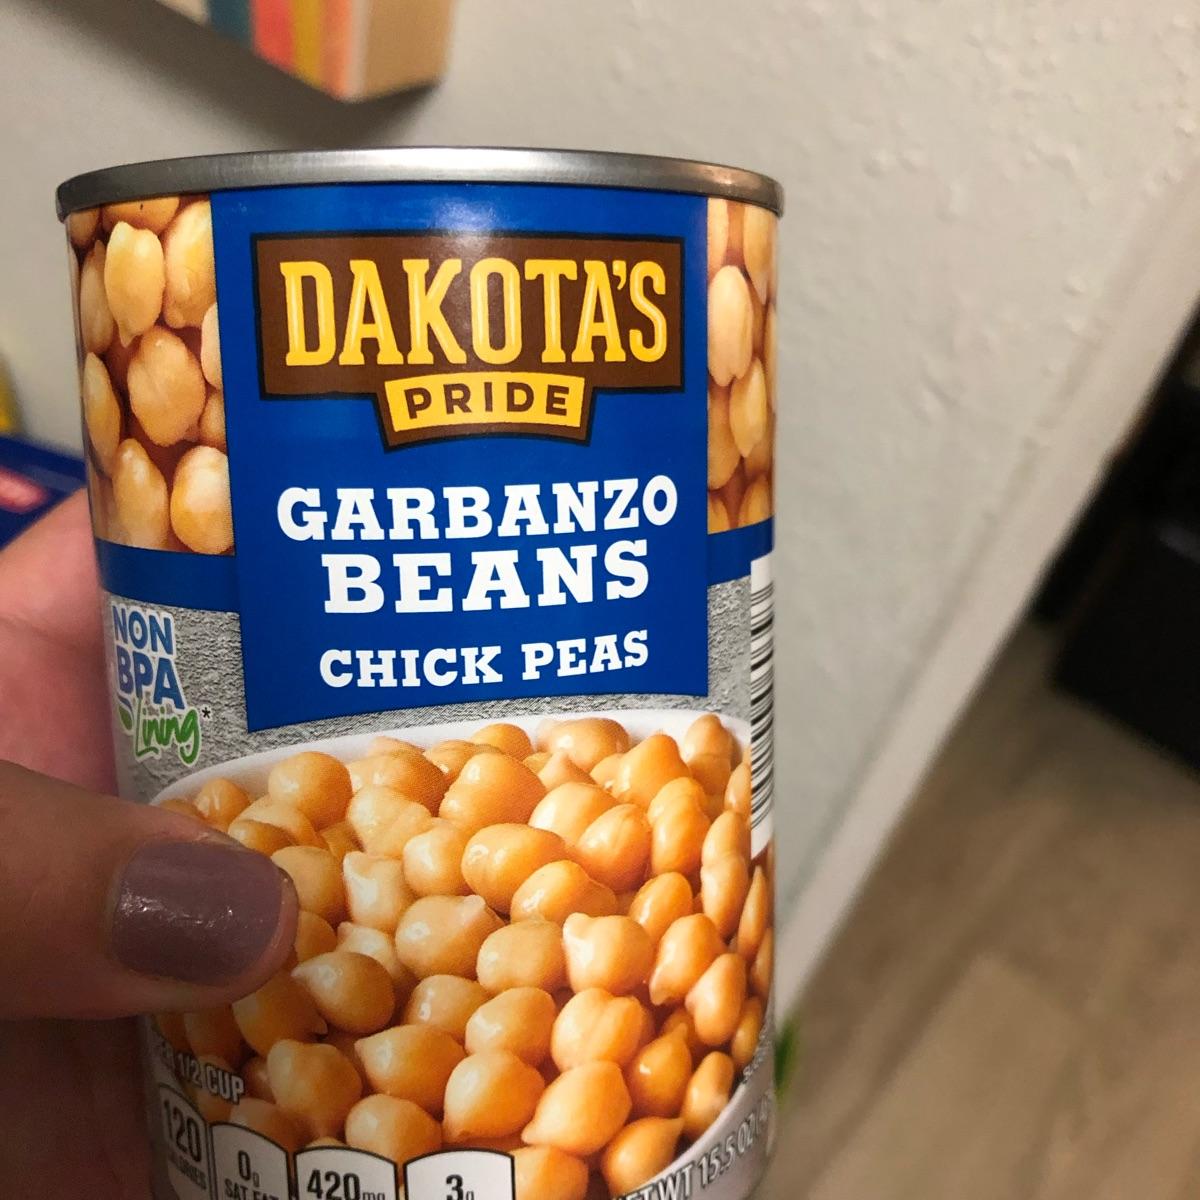 DAKOTA'S
PRIDE
GARBANZO
BEANS
CHICK PEAS
NON
BPA
Lining*
1/2 CUP
120
CALORIES
0g
SAT FAT
420mg
3g
NET WT 15.5 OZ